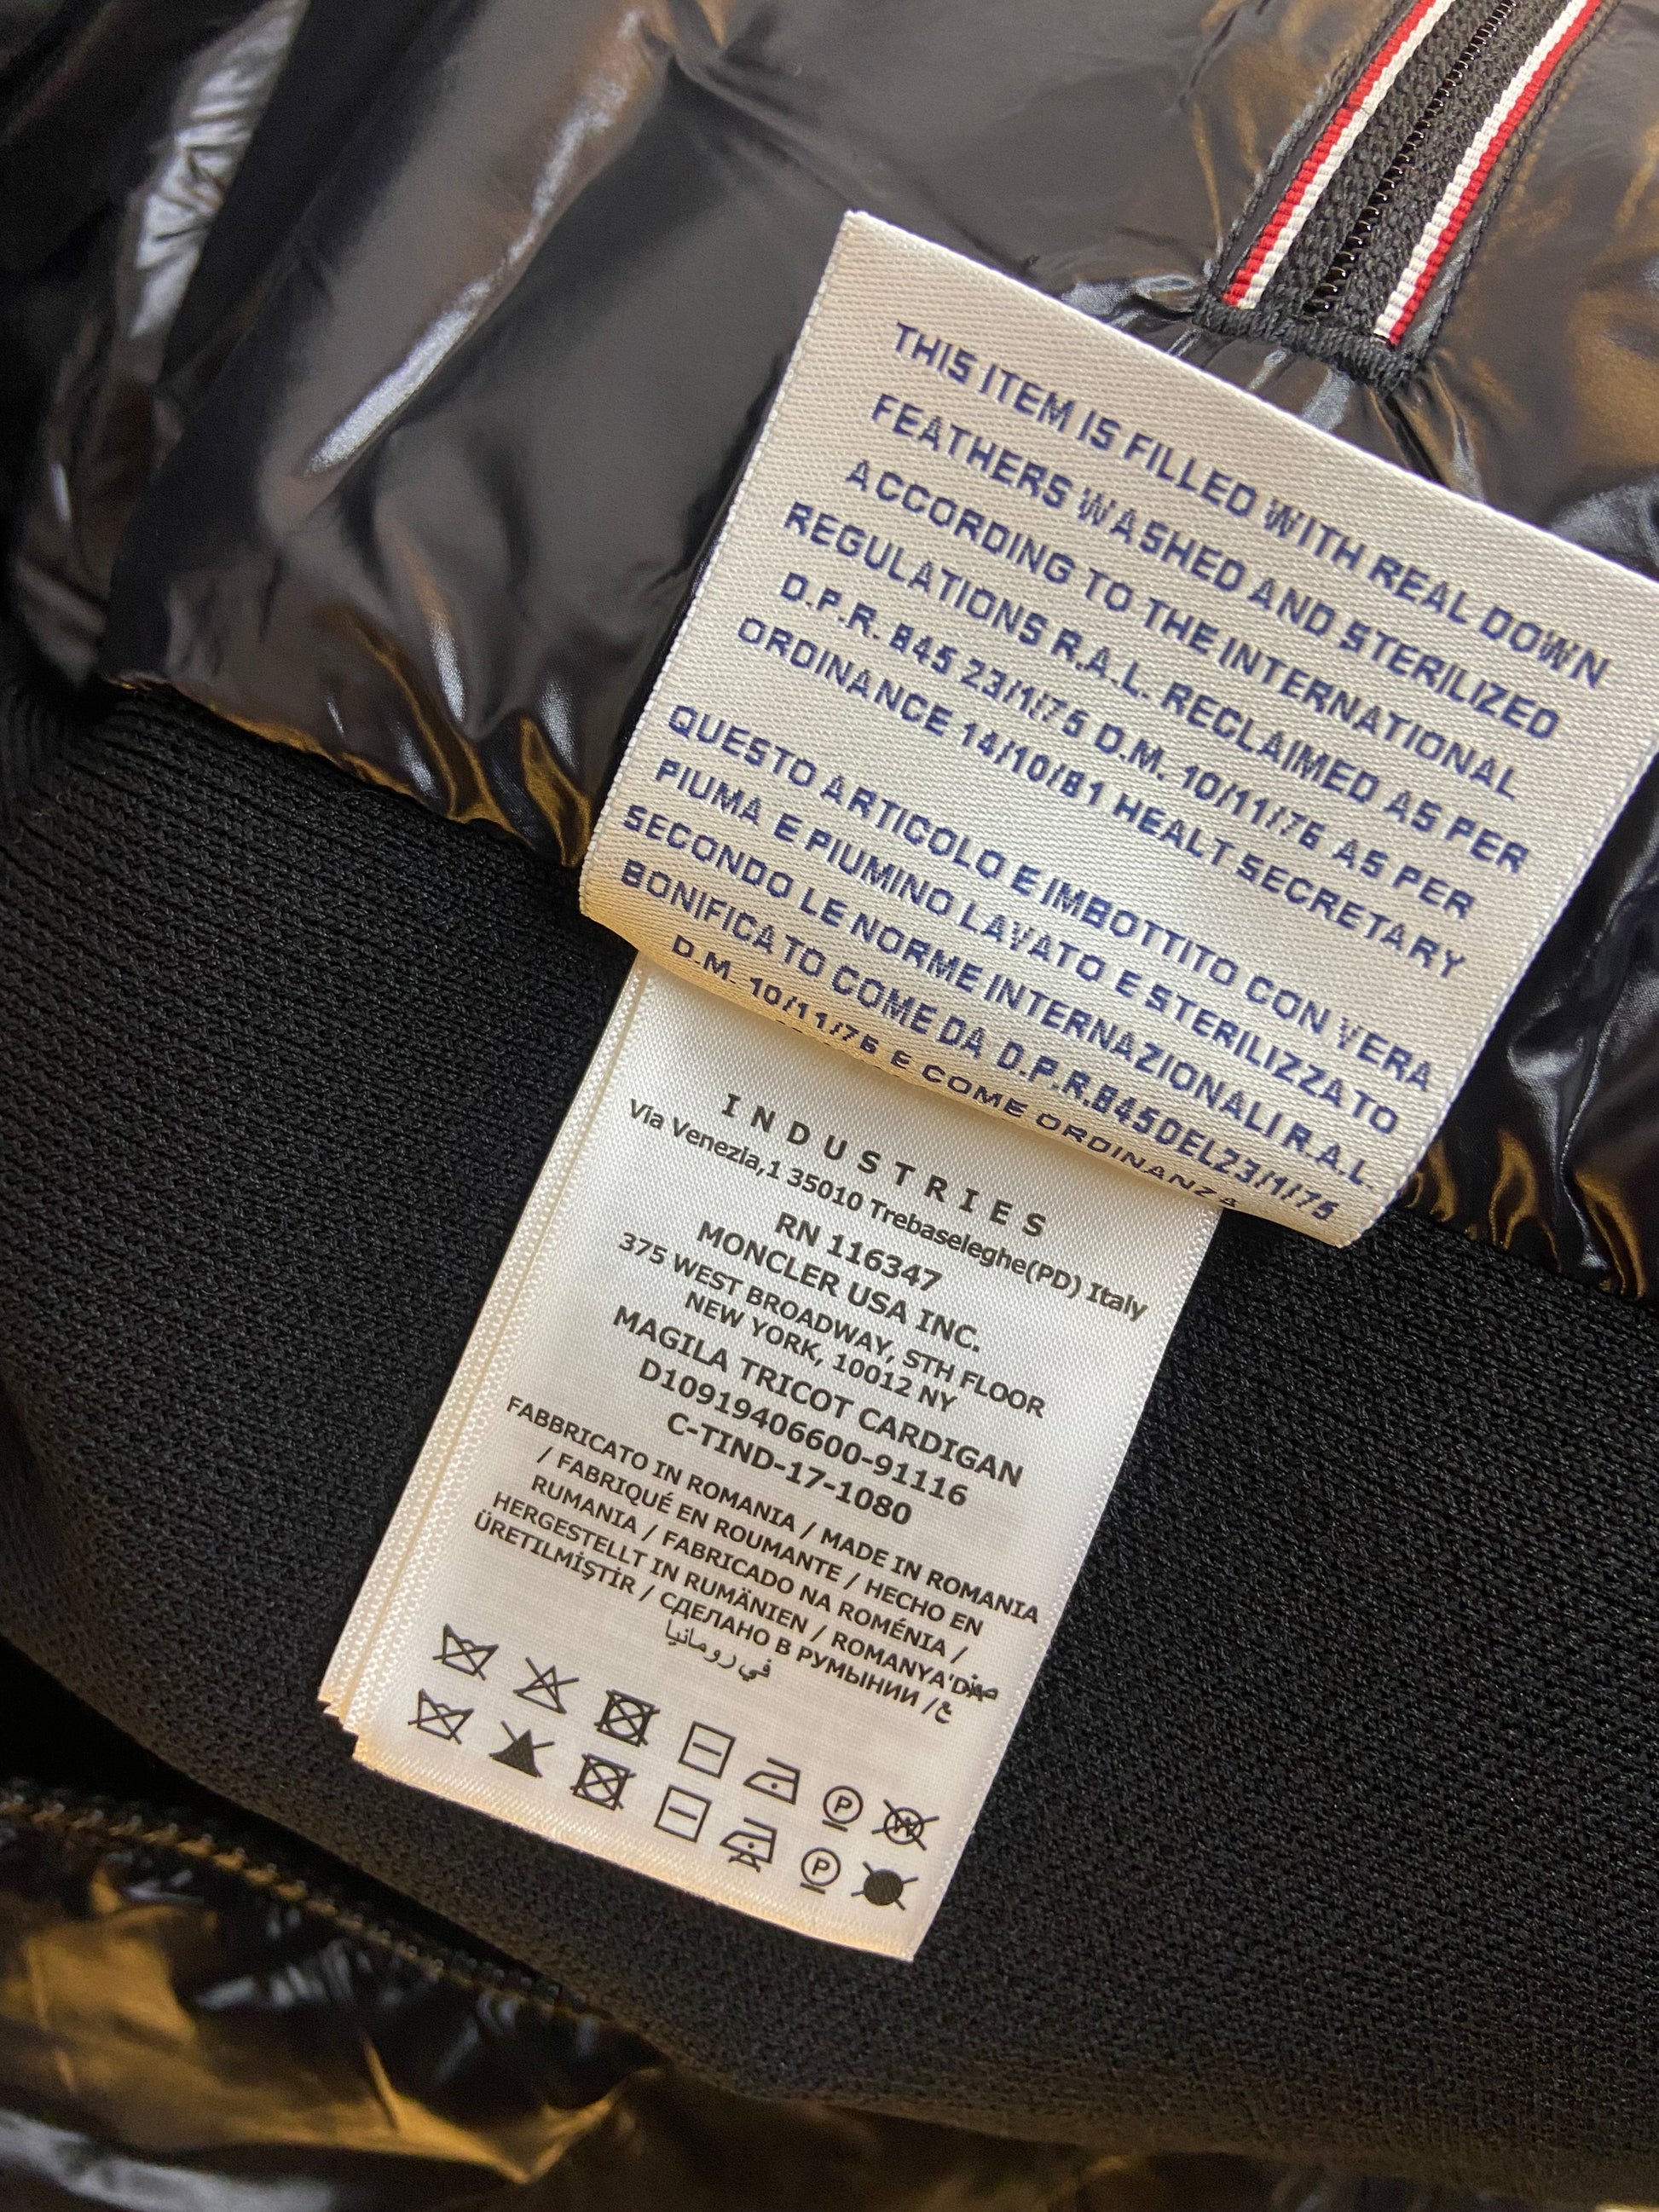 THIS ITEM IS FILLED WITH REAL DOWN
FEATHERS WASHED AND STERILIZED
ACCORDING TO THE INTERNATIONAL
REGULATIONS R.A.L. RECLAIMED AS PER
D.P.R. 845 23/1/75 D.M. 10/11/76 AS PER
ORDINANCE 14/10/81 HEALT SECRETARY
QUESTO ARTICOLO E IMBOTTITO CON VERA
PIUMA E PIUMINO LAVATO E STERILIZZATO
SECONDO LE NORME INTERNAZIONALI R.A.L.
BONIFICATO COME DA D.P.R.845DEL23/1/75
D.M. 10/11/76 E COME ORDINANZA
INDUSTRIES
Via Venezia,1 35010 Trebaseleghe(PD) Italy
RN 116347
MONCLER USA INC.
375 WEST BROADWAY, STH FLOOR
NEW YORK, 10012 NY
MAGILA TRICOT CARDIGAN
D10919406600-91116
C-TIND-17-1080
FABBRICATO IN ROMANIA / MADE IN ROMANIA
/ FABRIQUÉ EN ROUMANTE / HECHO EN
RUMANIA / FABRICADO NA ROMÉNIA /
HERGESTELLT IN RUMÄNIEN / ROMANYA'DA
ÜRETILMİŞTİR / СДЕЛАНО В РУМЫНИИ /
في رومانيا
P W
P